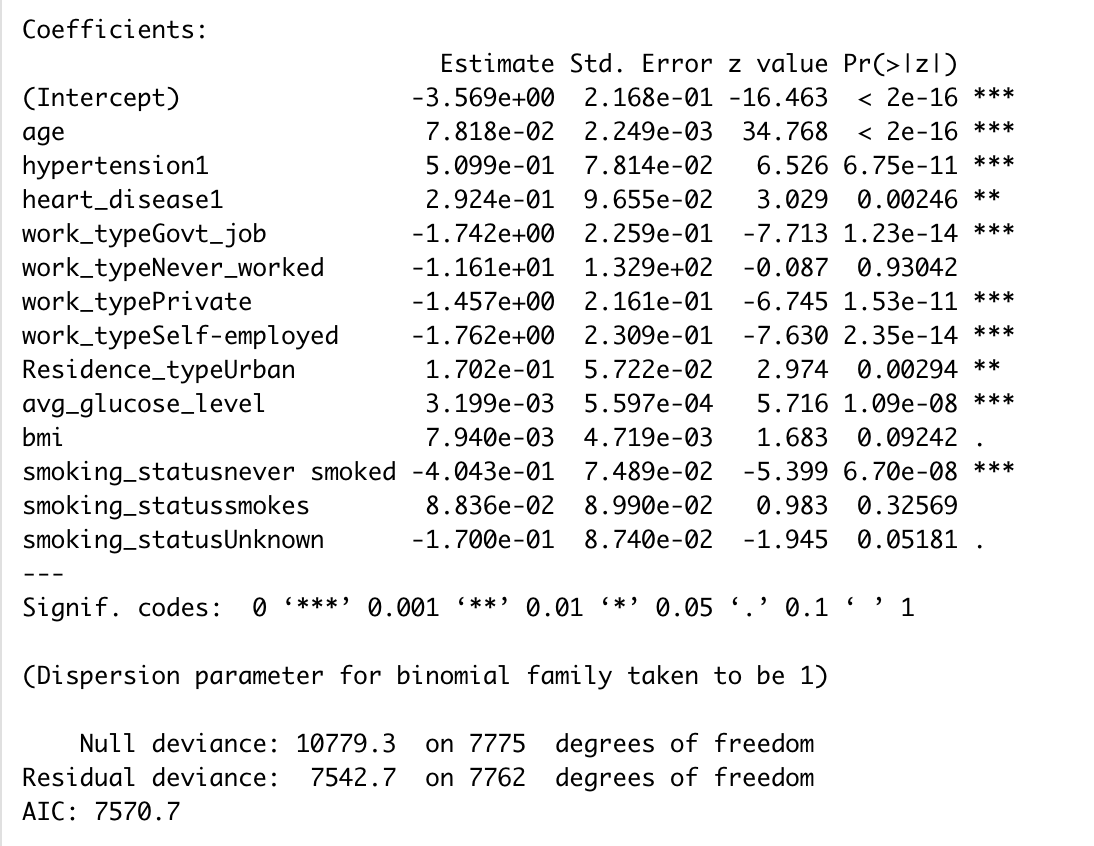 Coefficients:
Estimate Std. Error z value Pr(>|z|)
(Intercept) -3.569e+00 2.168e-01 -16.463 < 2e-16 ***
age 7.818e-02 2.249e-03 34.768 < 2e-16 ***
hypertension1 5.099e-01 7.814e-02 6.526 6.75e-11 ***
heart_disease1 2.924e-01 9.655e-02 3.029 0.00246 **
work_typeGovt_job -1.742e+00 2.259e-01 -7.713 1.23e-14 ***
work_typeNever_worked -1.161e+01 1.329e+02 -0.087 0.93042
work_typePrivate -1.457e+00 2.161e-01 -6.745 1.53e-11 ***
work_typeSelf-employed -1.762e+00 2.309e-01 -7.630 2.35e-14 ***
Residence_typeUrban 1.702e-01 5.722e-02 2.974 0.00294 **
avg_glucose_level 3.199e-03 5.597e-04 5.716 1.09e-08 ***
bmi 7.940e-03 4.719e-03 1.683 0.09242 .
smoking_statusnever smoked -4.043e-01 7.489e-02 -5.399 6.70e-08 ***
smoking_statussmokes 8.836e-02 8.990e-02 0.983 0.32569
smoking_statusUnknown -1.700e-01 8.740e-02 -1.945 0.05181 .
---
Signif. codes: 0 ‘***’ 0.001 ‘**’ 0.01 ‘*’ 0.05 ‘.’ 0.1 ‘ ’ 1
(Dispersion parameter for binomial family taken to be 1)
Null deviance: 10779.3 on 7775 degrees of freedom
Residual deviance: 7542.7 on 7762 degrees of freedom
AIC: 7570.7